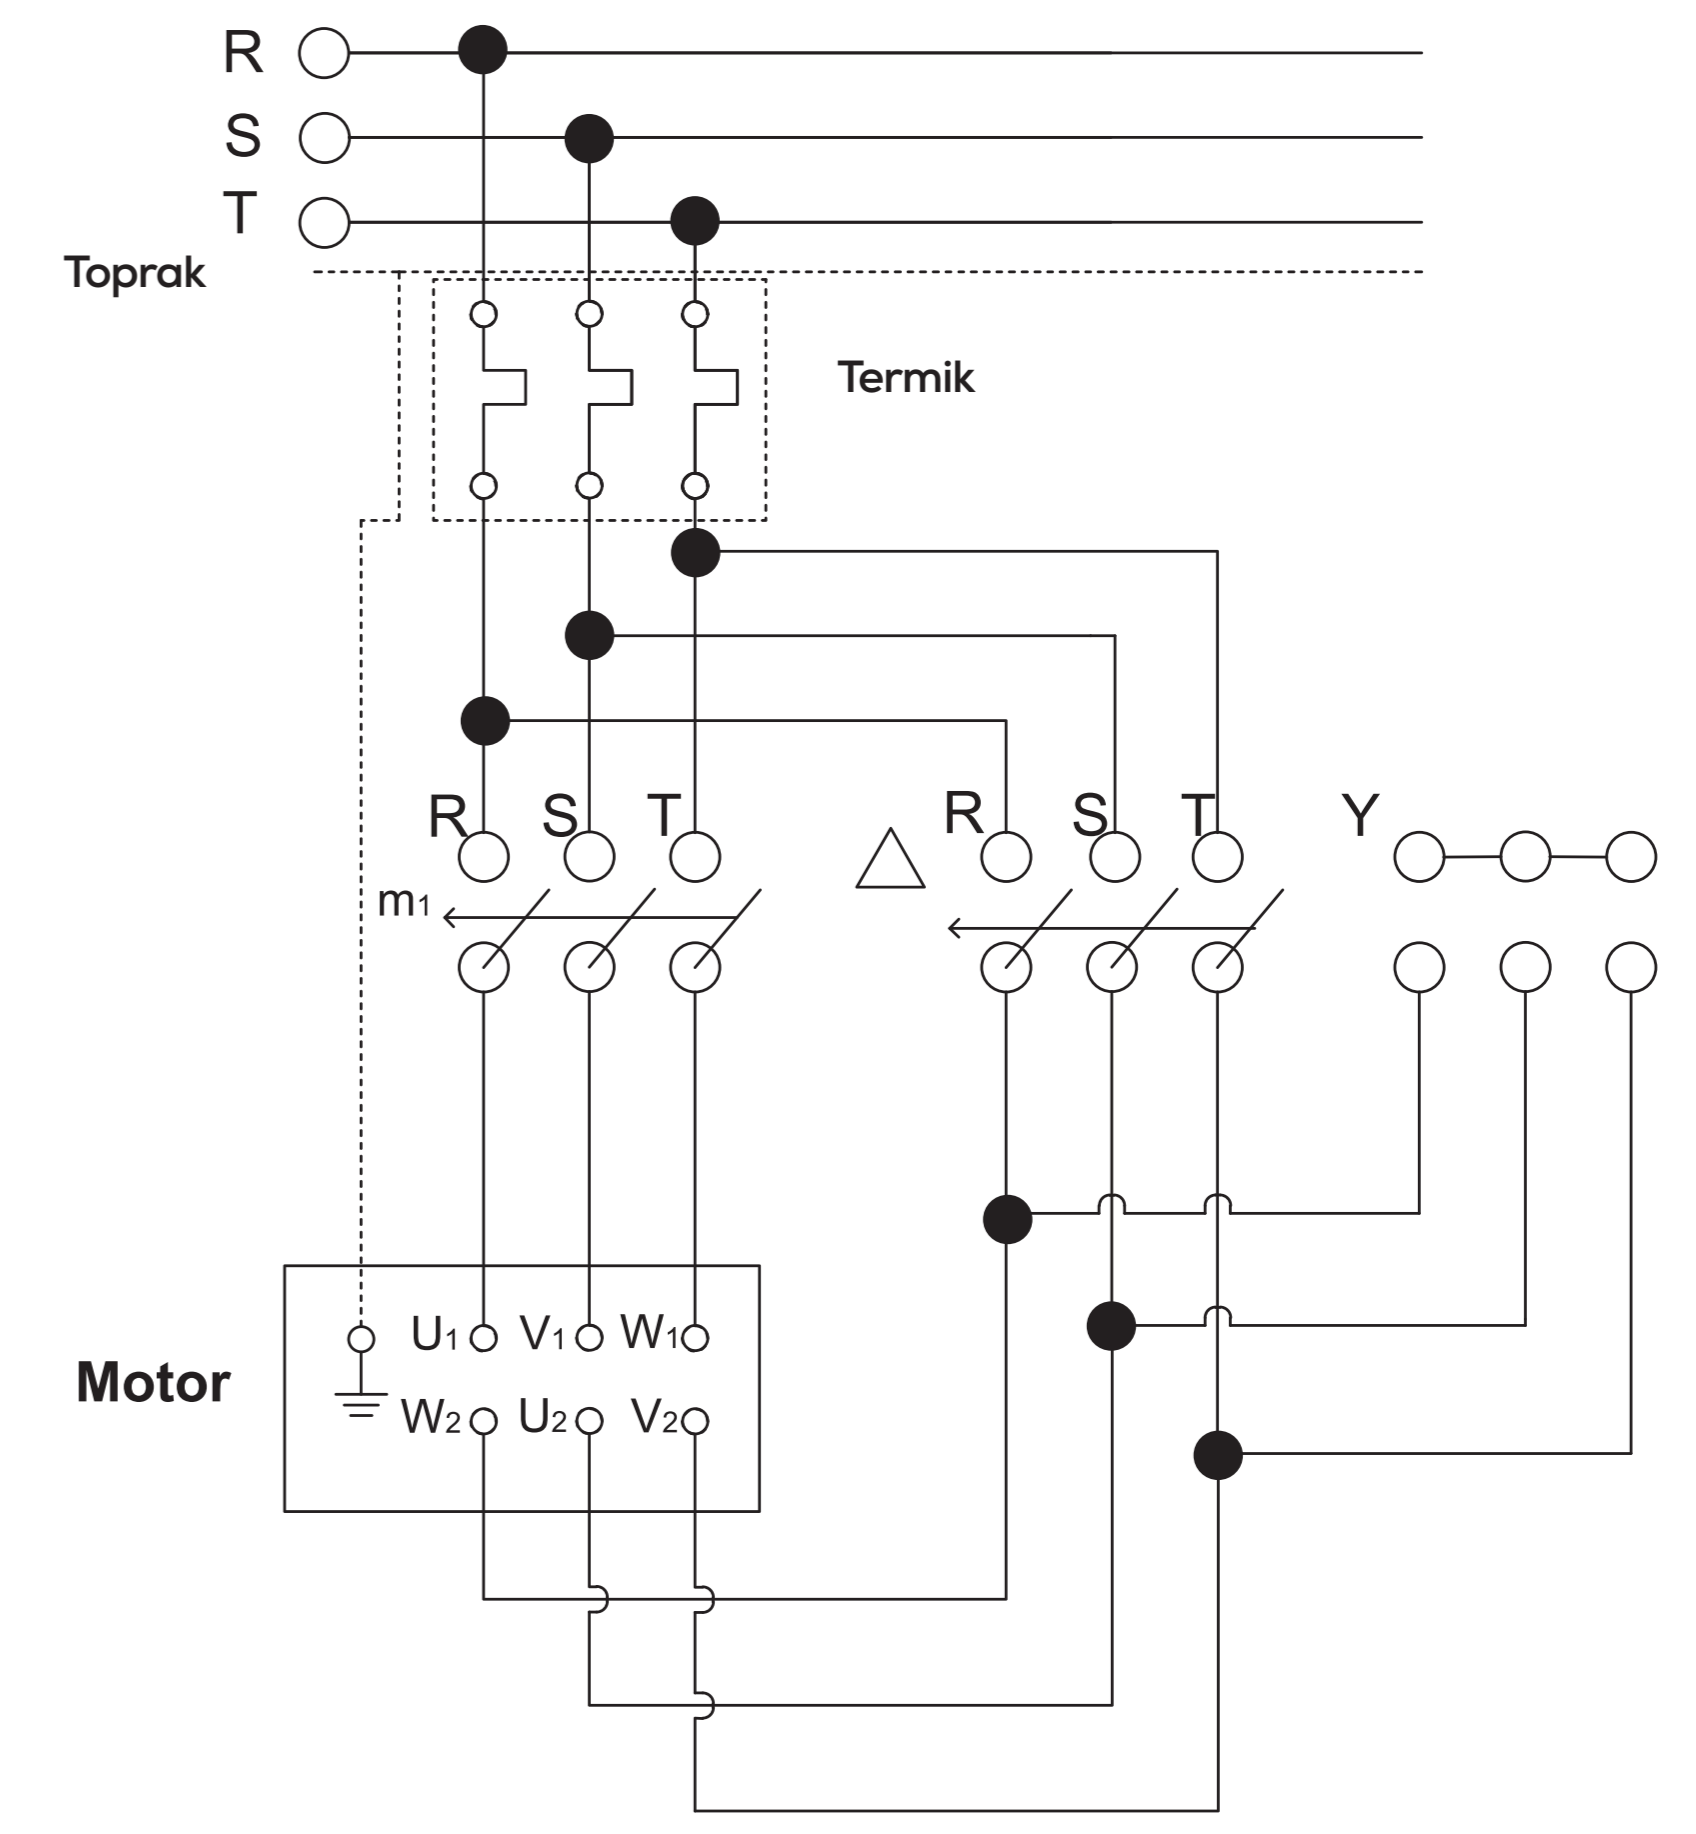 R
S
T
Toprak
Termik
R S T R S T Y
m1
U1 V1 W1
Motor
W2 U2 V2